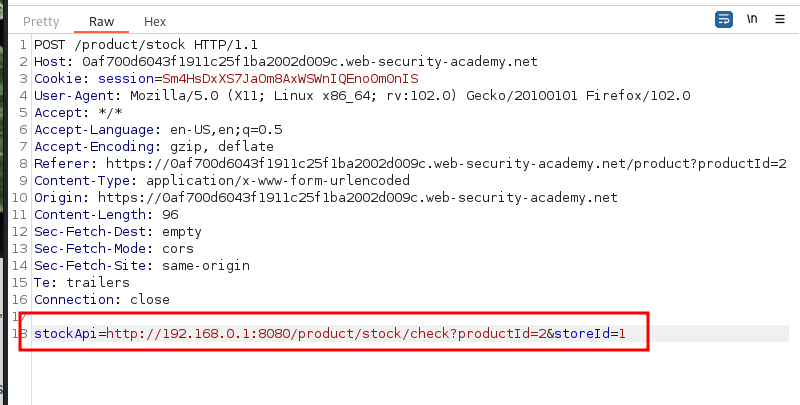 Pretty Raw Hex \n
1 POST /product/stock HTTP/1.1
2 Host: 0af700d6043f1911c25f1ba2002d009c.web-security-academy.net
3 Cookie: session=Sm4HsDxXS7JaOm8AxWSWnIQEno0m0nIS
4 User-Agent: Mozilla/5.0 (X11; Linux x86_64; rv:102.0) Gecko/20100101 Firefox/102.0
5 Accept: */*
6 Accept-Language: en-US,en;q=0.5
7 Accept-Encoding: gzip, deflate
8 Referer: https://0af700d6043f1911c25f1ba2002d009c.web-security-academy.net/product?productId=2
9 Content-Type: application/x-www-form-urlencoded
10 Origin: https://0af700d6043f1911c25f1ba2002d009c.web-security-academy.net
11 Content-Length: 96
12 Sec-Fetch-Dest: empty
13 Sec-Fetch-Mode: cors
14 Sec-Fetch-Site: same-origin
15 Te: trailers
16 Connection: close
17
18 stockApi=http://192.168.0.1:8080/product/stock/check?productId=2&storeId=1